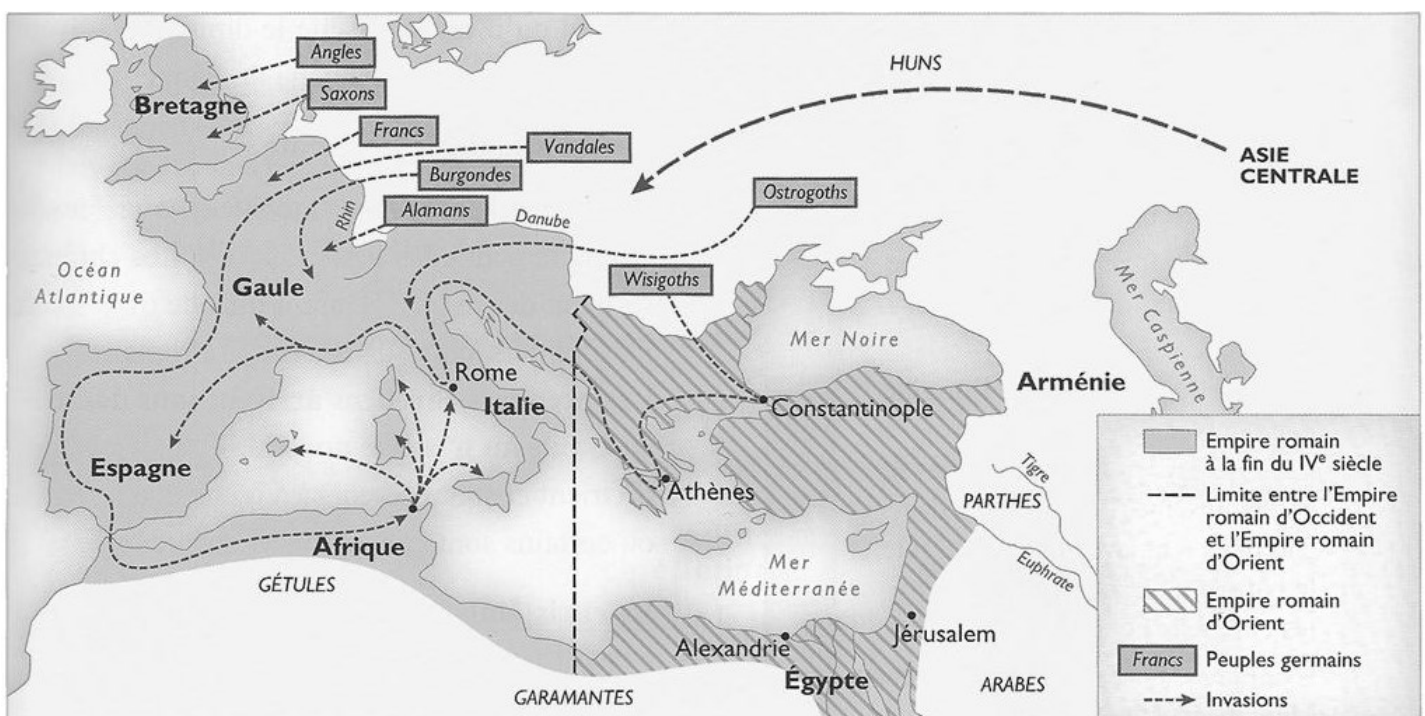 Angles
HUNS
Saxons
Bretagne
Francs
Vandales
ASIE
CENTRALE
Burgondes
Ostrogoths
Alamans
Rhin
Danube
Océan
Atlantique
Wisigoths
Gaule
Mer Noire
Mer Caspienne
Rome
Arménie
Italie
Constantinople
Espagne
Athènes
Tigre
PARTHES
Afrique
Euphrate
Mer
Méditerranée
GÉTULES
Jérusalem
Alexandrie
Égypte
ARABES
GARAMANTES
Empire romain
à la fin du IVe siècle
Limite entre l'Empire
romain d'Occident
et l'Empire romain
d'Orient
Empire romain
d'Orient
Francs Peuples germains
Invasions